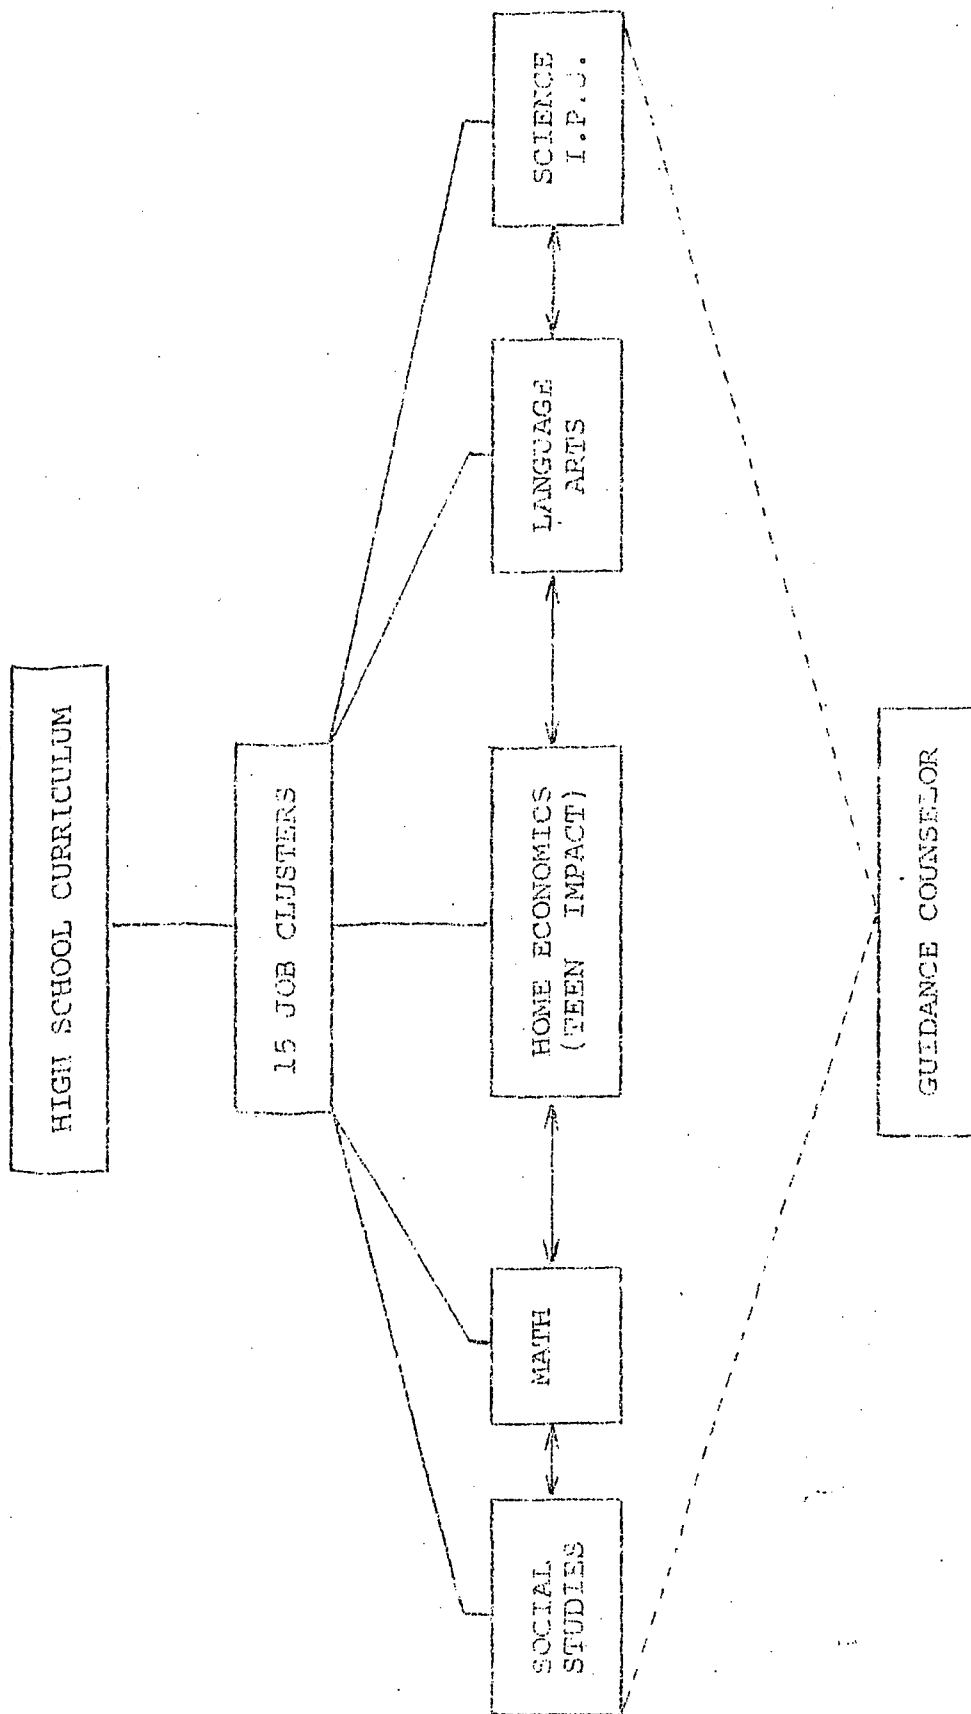 HIGH SCHOOL CURRICULUM
15 JOB CLUSTERS
SOCIAL
STUDIES
MATH
HOME ECONOMICS
(TEEN IMPACT)
LANGUAGE
ARTS
SCIENCE
GUIDANCE COUNSELOR